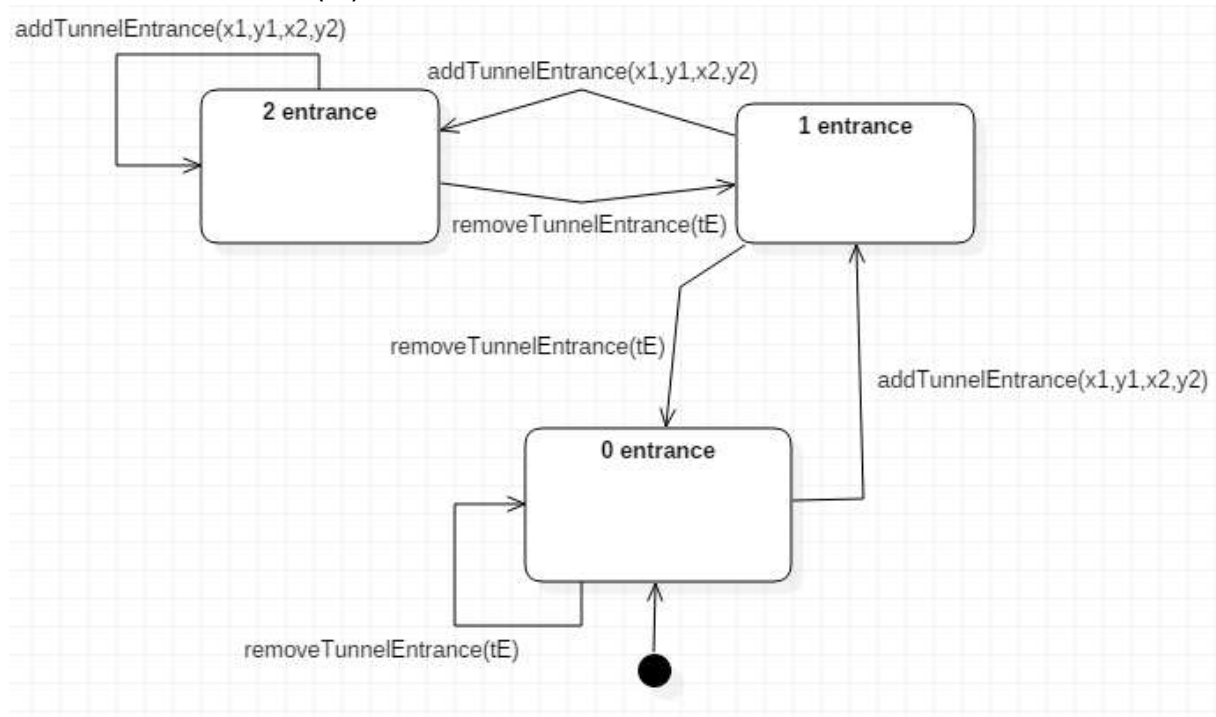 addTunnelEntrance(x1,y1,x2,y2)
addTunnelEntrance(x1,y1,x2,y2)
2 entrance
1 entrance
removeTunnelEntrance(tE)
removeTunnelEntrance(tE)
addTunnelEntrance(x1,y1,x2,y2)
0 entrance
removeTunnelEntrance(tE)